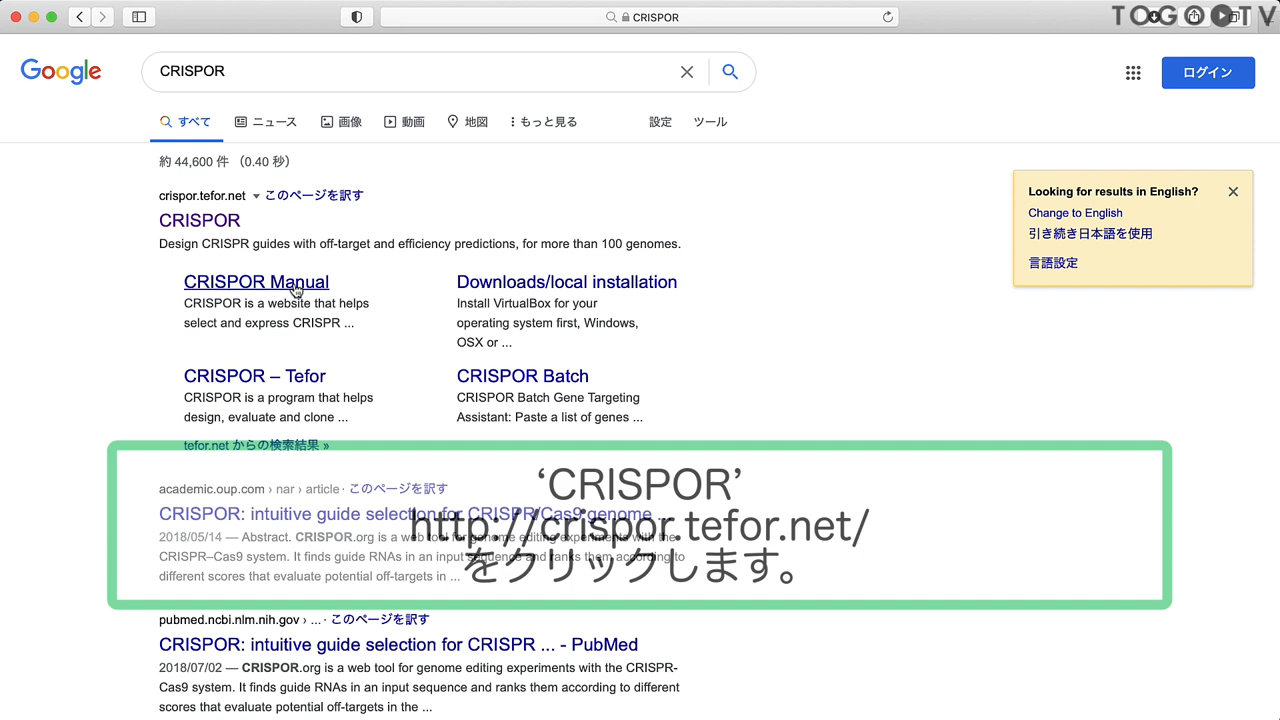 CRISPOR
TOGO TV
Google
CRISPOR
ログイン
すべて ニュース 画像 動画 地図 もっと見る 設定 ツール
約 44,600 件 (0.40 秒)
crispor.tefor.net このページを訳す
CRISPOR
Design CRISPR guides with off-target and efficiency predictions, for more than 100 genomes.
CRISPOR Manual
CRISPOR is a website that helps
select and express CRISPR ...
Downloads/local installation
Install VirtualBox for your
operating system first, Windows,
OSX or ...
CRISPOR – Tefor
CRISPOR is a program that helps
design, evaluate and clone ...
CRISPOR Batch
CRISPOR Batch Gene Targeting
Assistant: Paste a list of genes ...
tefor.net からの検索結果 »
Looking for results in English?
Change to English
引き続き日本語を使用
言語設定
‘CRISPOR’
http://crispor.tefor.net/
をクリックします。
academic.oup.com › nar › article · このページを訳す
CRISPOR: intuitive guide selection for CRISPR/Cas9 genome ...
2018/05/14 — Abstract. CRISPOR.org is a web tool for genome editing experiments with the
CRISPR–Cas9 system. It finds guide RNAs in an input sequence and ranks them according to
different scores that evaluate potential off-targets in ...
pubmed.ncbi.nlm.nih.gov › ... · このページを訳す
CRISPOR: intuitive guide selection for CRISPR ... - PubMed
2018/07/02 — CRISPOR.org is a web tool for genome editing experiments with the CRISPR-
Cas9 system. It finds guide RNAs in an input sequence and ranks them according to different
scores that evaluate potential off-targets in the ...